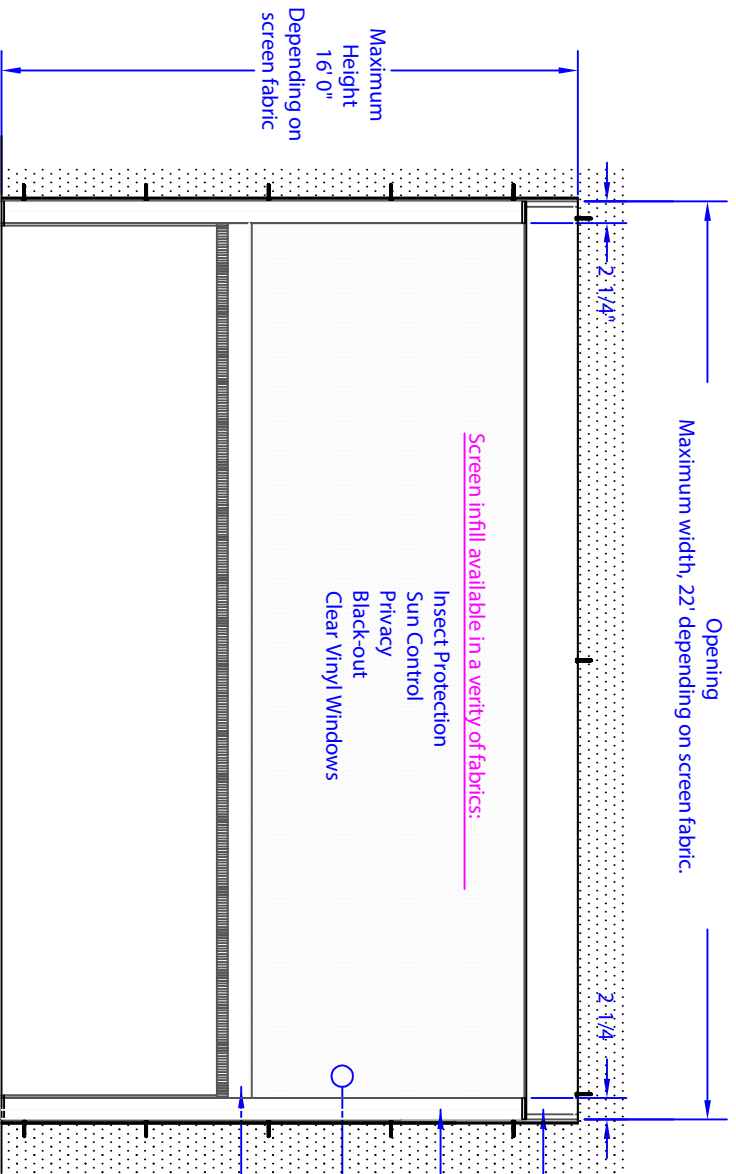 Opening
Maximum width, 22' depending on screen fabric.
2 1/4"
2 1/4
Maximum
Height
16' 0"
Depending on
screen fabric
Screen infill available in a verity of fabrics:
Insect Protection
Sun Control
Privacy
Black-out
Clear Vinyl Windows